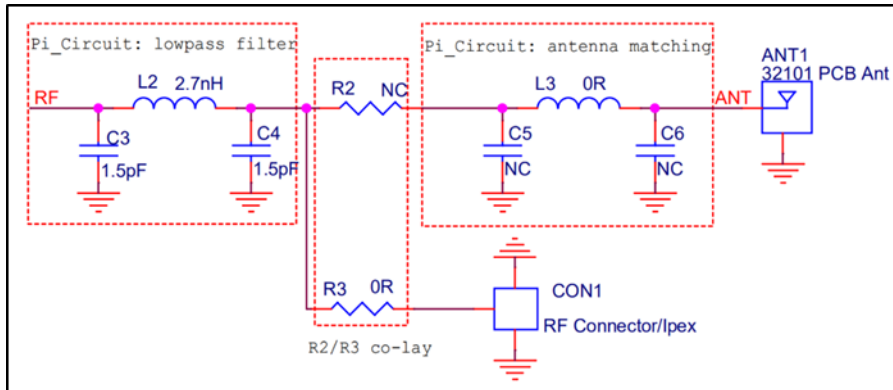 Pi_Circuit: lowpass filter
Pi_Circuit: antenna matching
ANT1
32101 PCB Ant
L2 2.7nH
R2
NC
L3 0R
RF
ANT
C3
1.5pF
C4
1.5pF
C5
NC
C6
NC
R3 0R
CON1
RF Connector/Ipex
R2/R3 co-lay